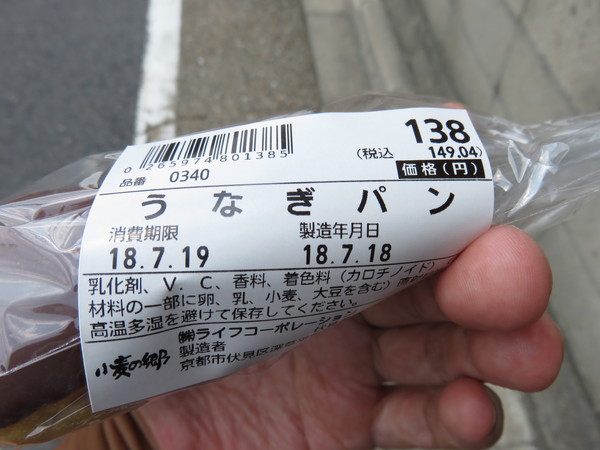 138
(税込 149.04)
価格(円)
0 265974 801385
品番 0340
うなぎパン
消費期限 製造年月日
18.7.19 18.7.18
乳化剤、V.C、香料、着色料(カロチノイド)
材料の一部に卵、乳、小麦、大豆を含む)
高温多湿を避けて保存してください。
㈱ライフコーポレーション
小麦の郷 製造者
京都市伏見区深